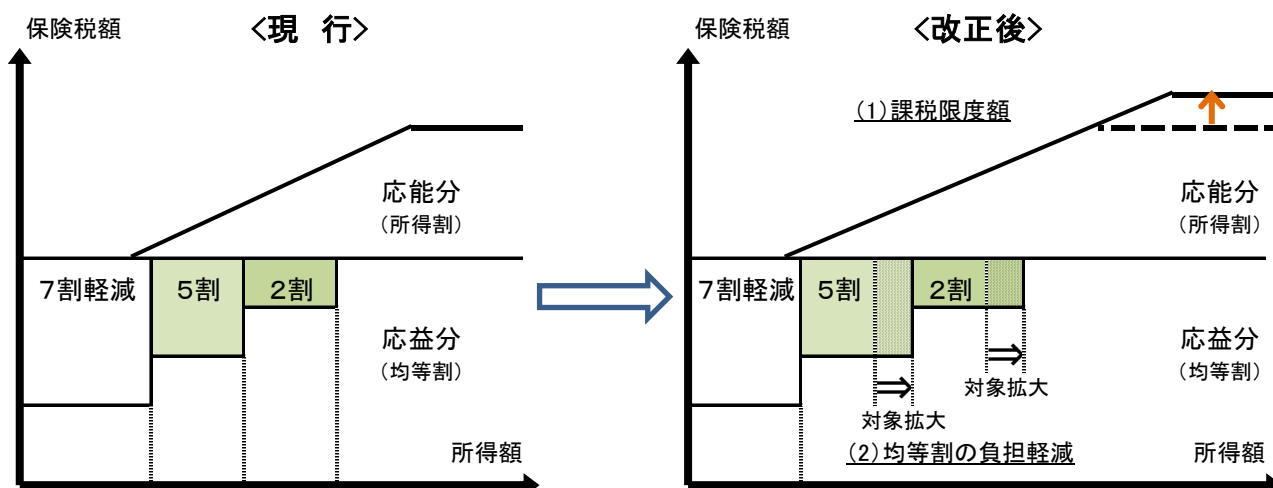 保険税額
<現 行>
応能分
(所得割)
7割軽減
5割
2割
応益分
(均等割)
所得額
保険税額
<改正後>
(1)課税限度額
応能分
(所得割)
7割軽減
5割
2割
応益分
(均等割)
対象拡大
対象拡大
(2)均等割の負担軽減
所得額